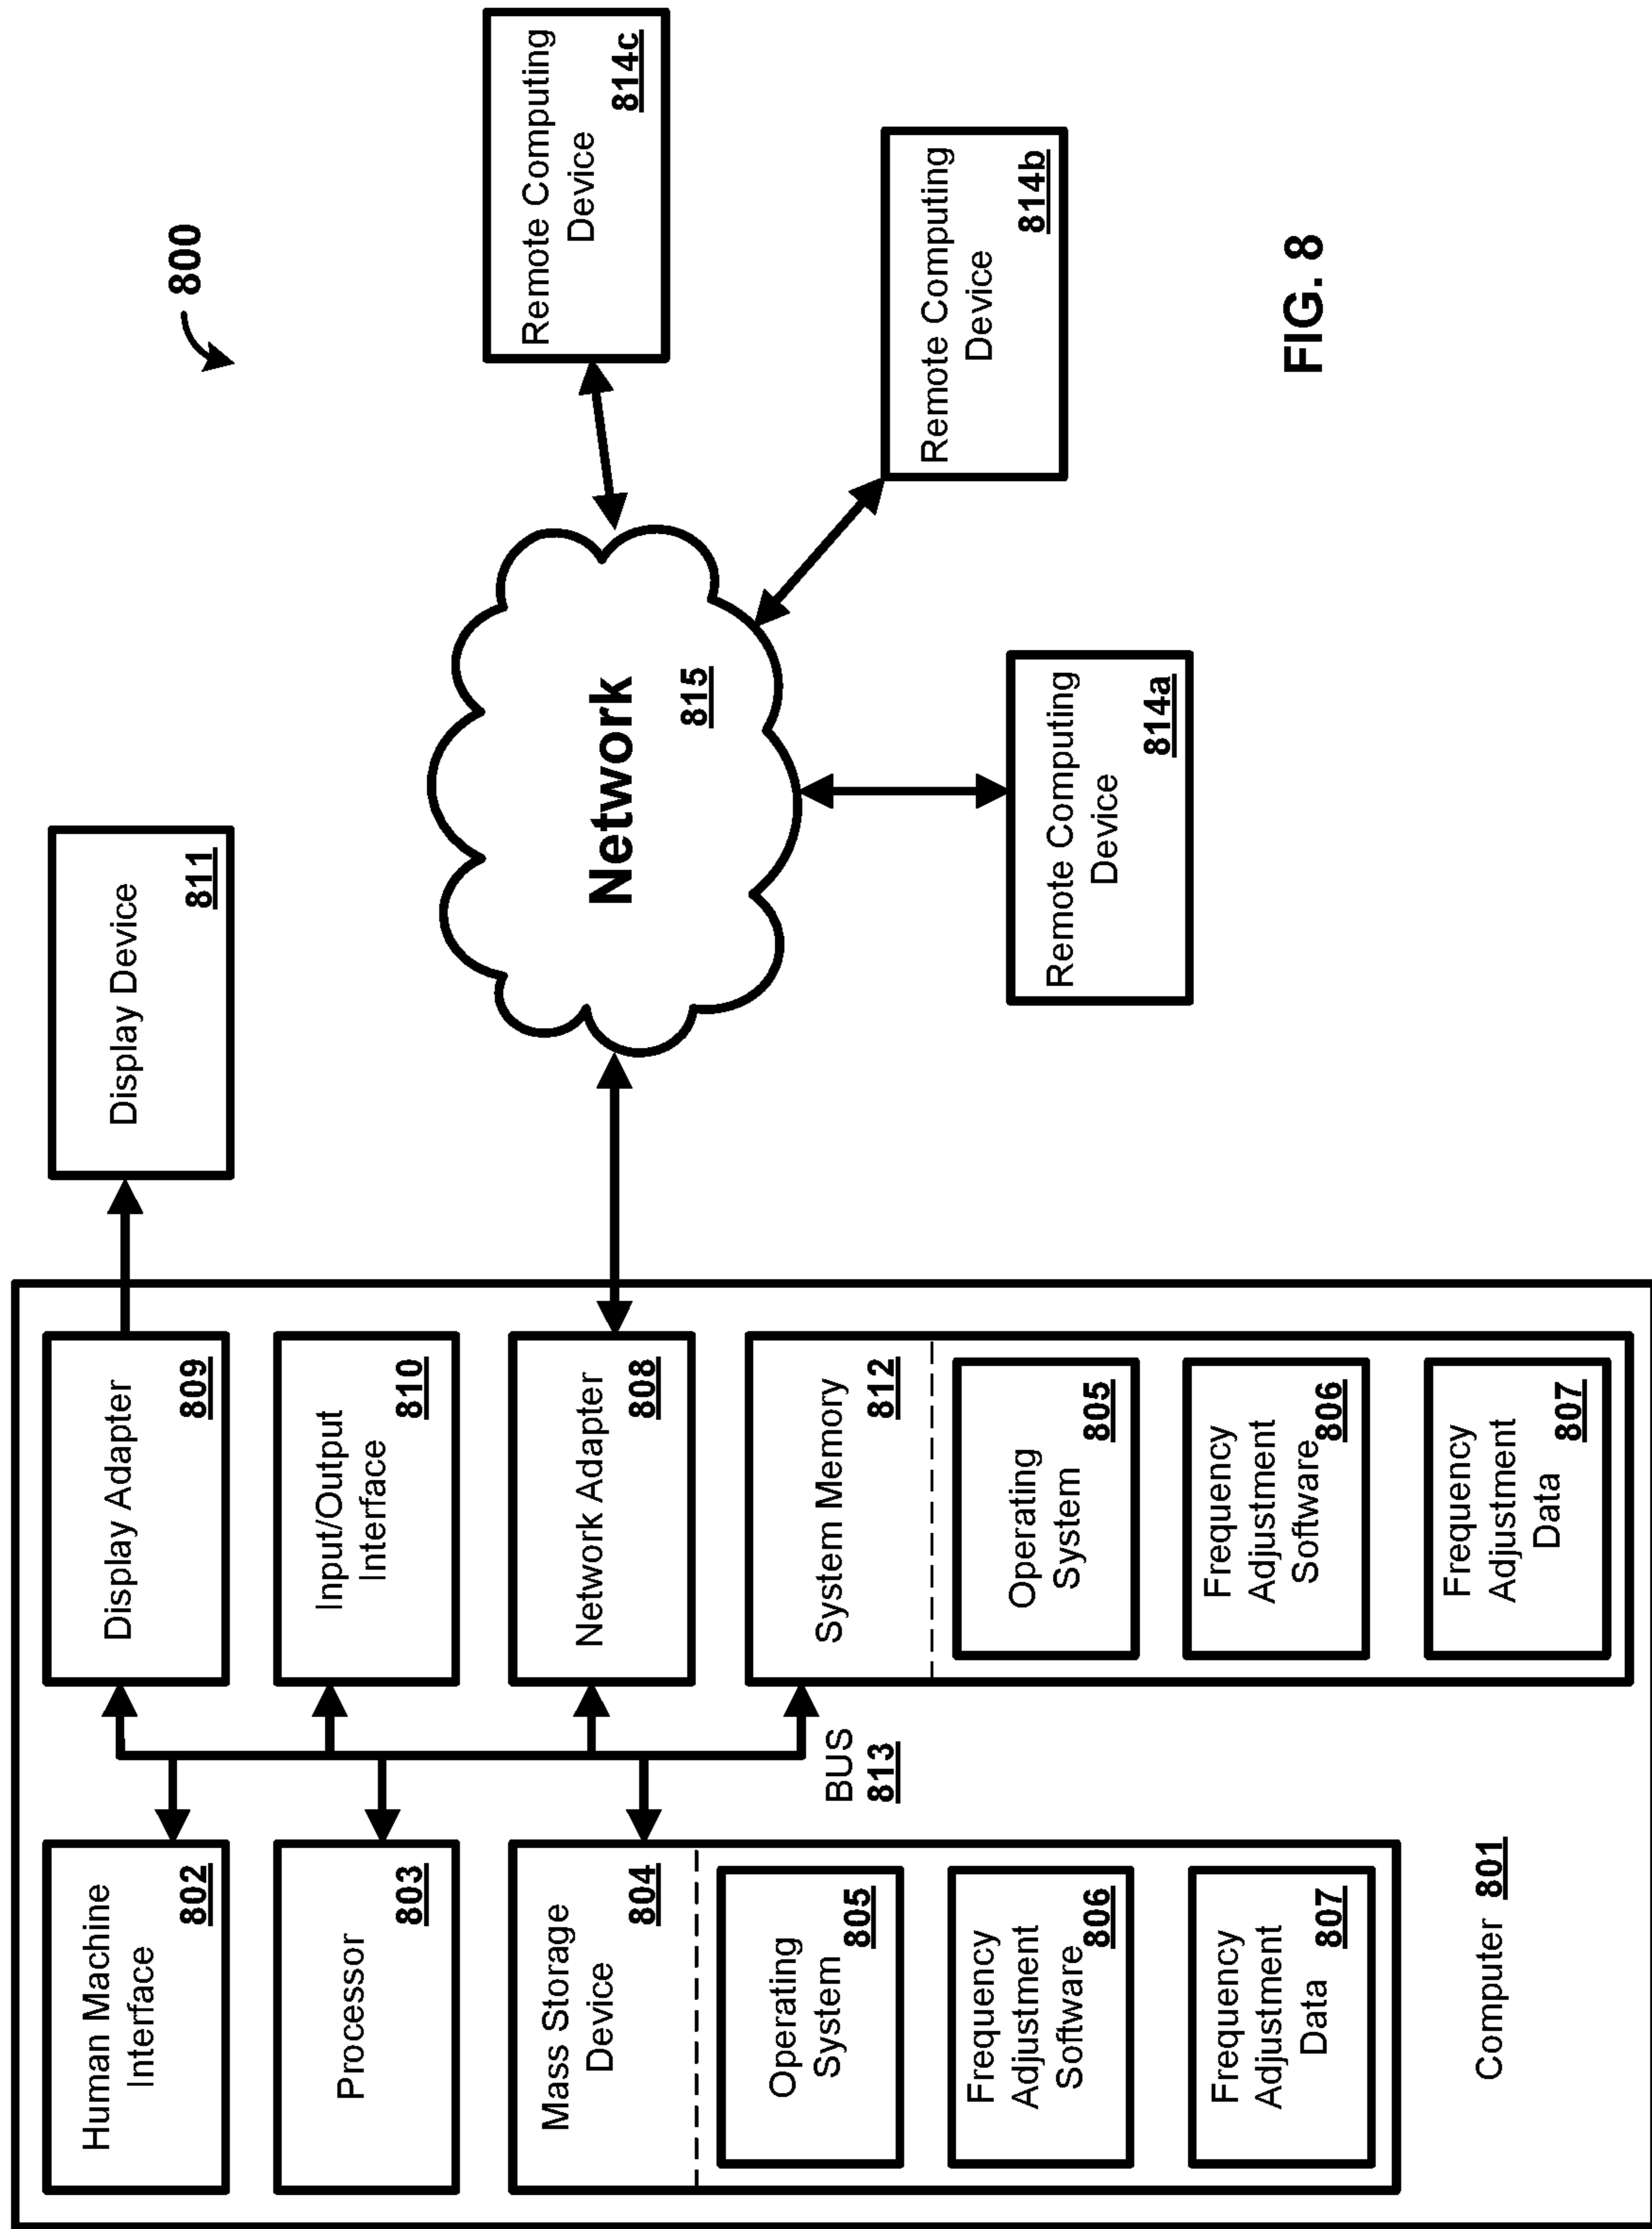 800
Human Machine
Interface
802
Processor
803
Mass Storage
Device
804
Operating
System
805
Frequency
Adjustment
Software
806
Frequency
Adjustment
Data
807
Computer 801
BUS
813
Display Adapter
809
Input/Output
Interface
810
Network Adapter
808
System Memory
812
Operating
System
805
Frequency
Adjustment
Software
806
Frequency
Adjustment
Data
807
Display Device
811
Network
815
Remote Computing
Device
814a
Remote Computing
Device
814b
Remote Computing
Device
814c
FIG. 8